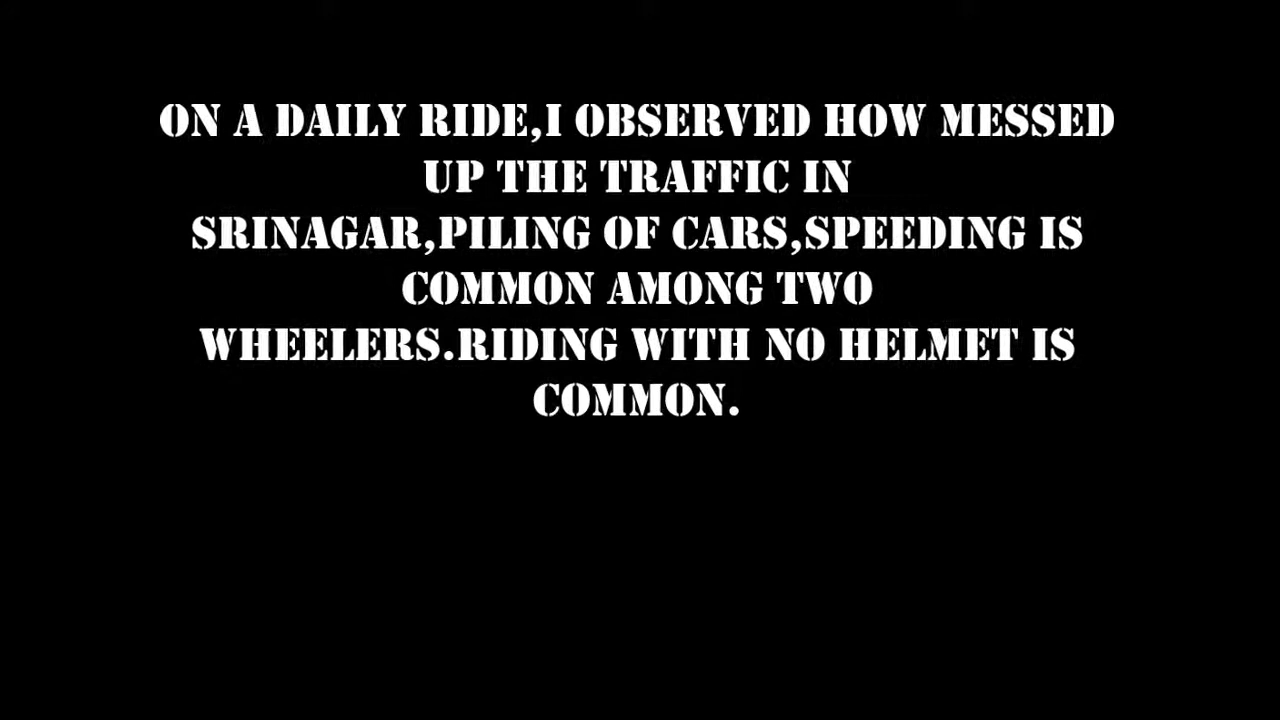 ON A DAILY RIDE,I OBSERVED HOW MESSED
UP THE TRAFFIC IN
SRINAGAR,PILING OF CARS,SPEEDING IS
COMMON AMONG TWO
WHEELERS.RIDING WITH NO HELMET IS
COMMON.